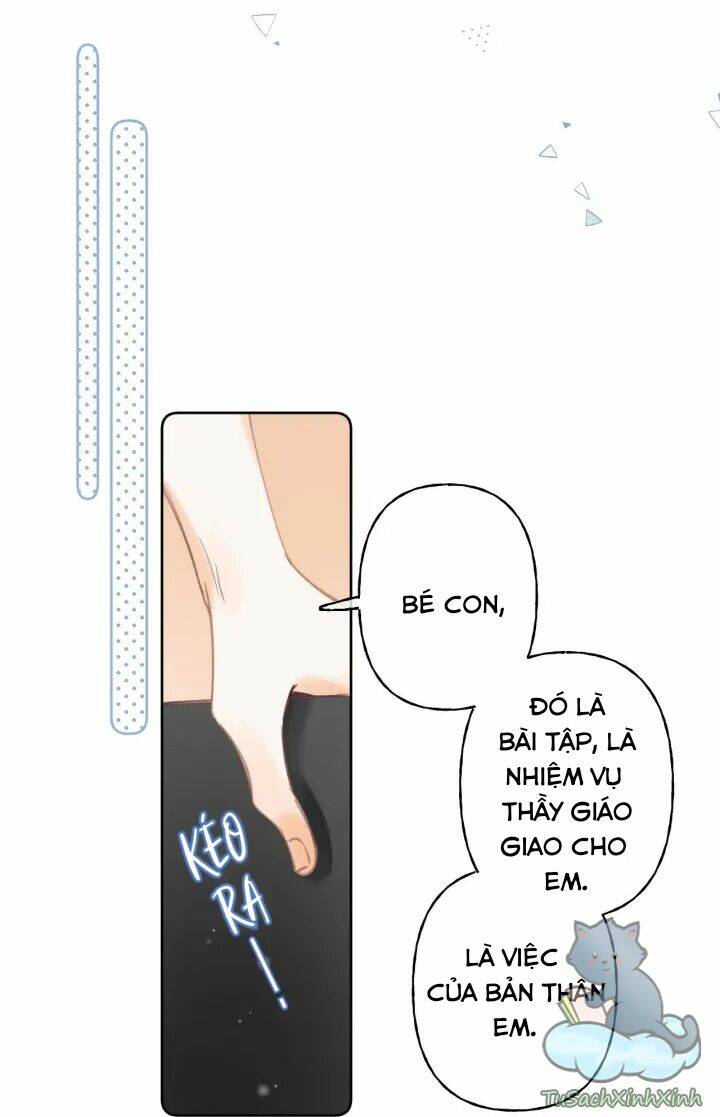 BÉ CON,
ĐÓ LÀ
BÀI TẬP, LÀ
NHIỆM VỤ
THẦY GIÁO
GIAO CHO
EM.
KÉO
RA!
LÀ VIỆC
CỦA BẢN THÂN
EM.
TuSachXinhXinh